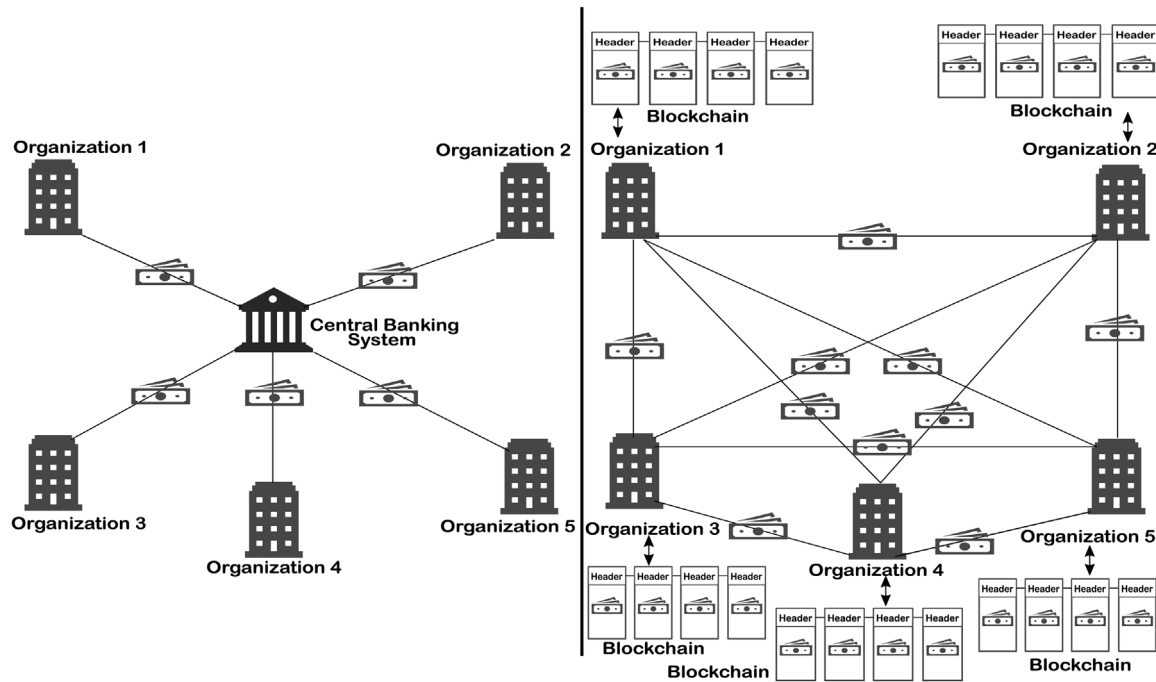 Organization 1
Organization 2
Central Banking
System
Organization 3
Organization 4
Organization 5
Header Header Header Header
Blockchain
Organization 1
Header Header Header Header
Blockchain
Organization 2
Organization 3
Header Header Header Header
Blockchain
Organization 4
Header Header Header Header
Blockchain
Organization 5
Header Header Header Header
Blockchain